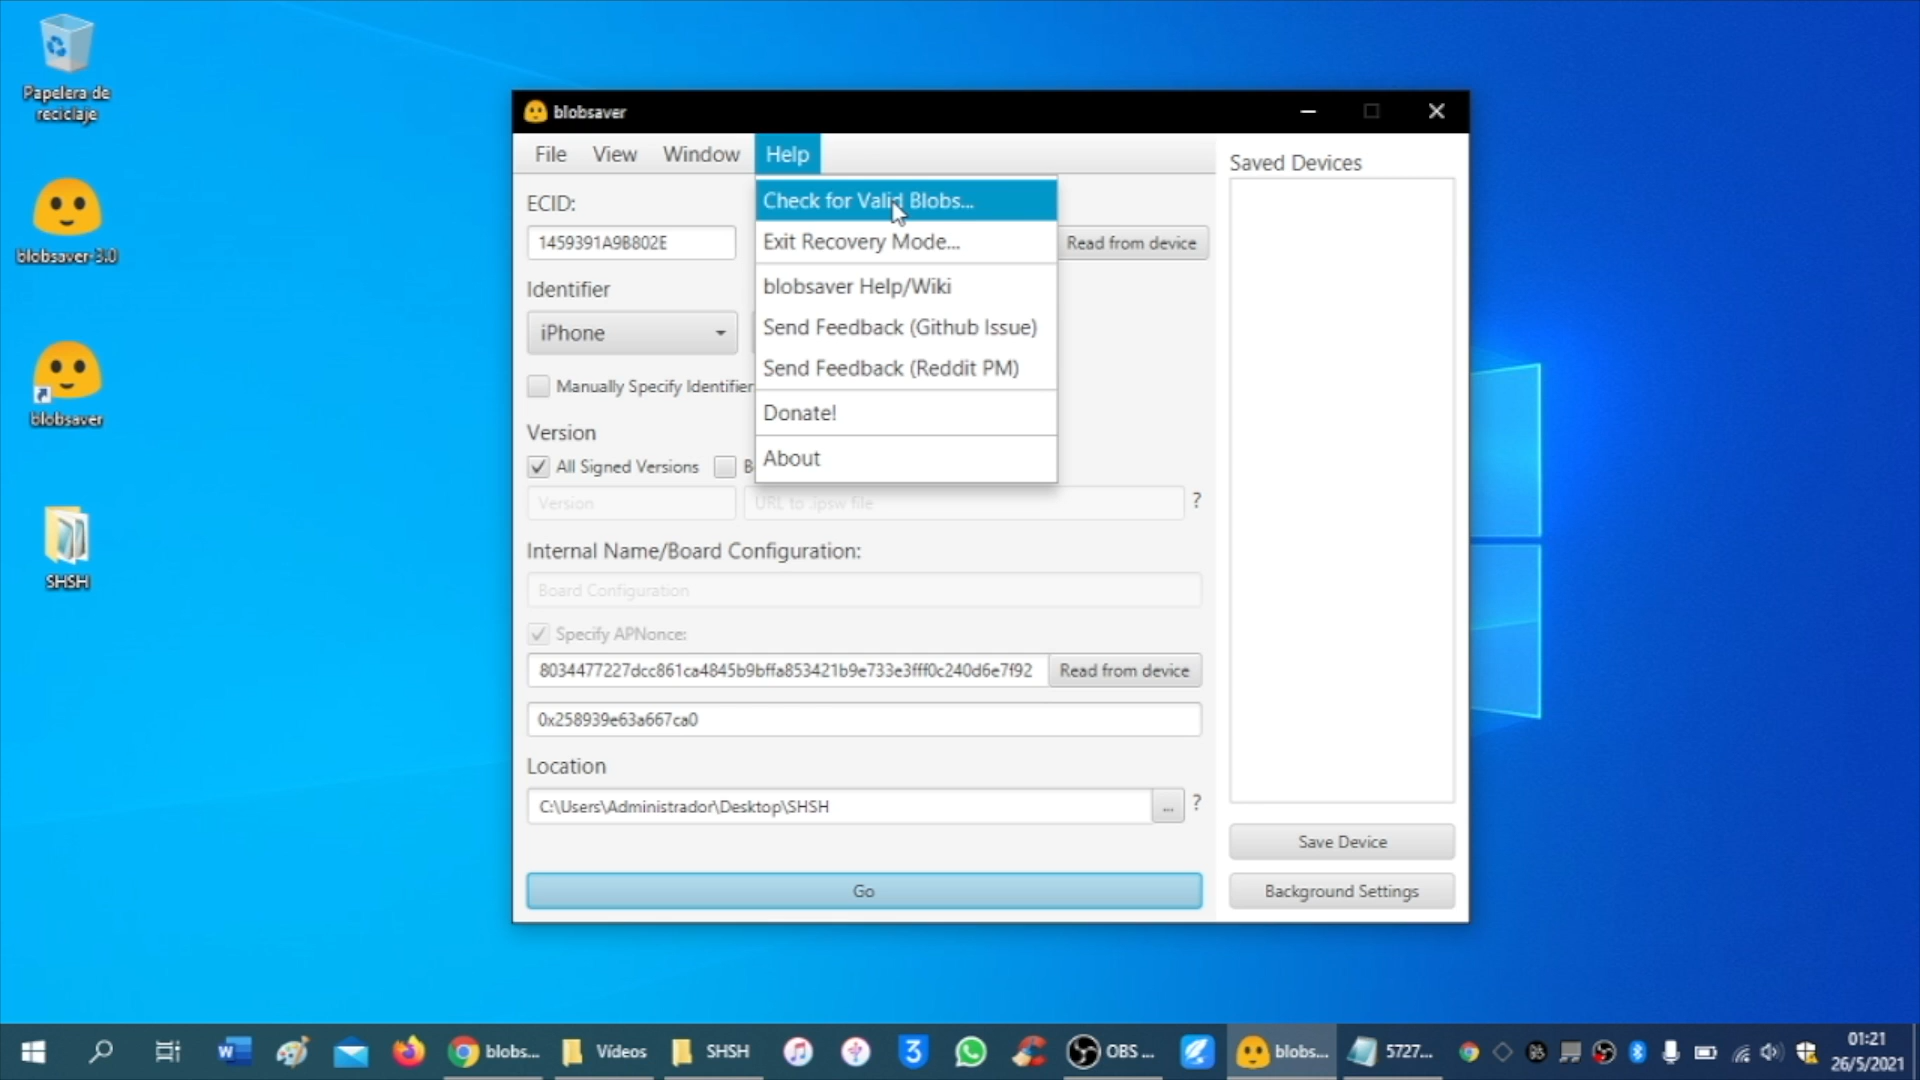 Papelera de
reciclaje
blobsaver-3.0
blobsaver
SHSH
blobsaver
File View Window Help
Check for Valid Blobs...
Exit Recovery Mode...
blobsaver Help/Wiki
Send Feedback (Github Issue)
Send Feedback (Reddit PM)
Donate!
About
ECID:
1459391A9B802E
Read from device
Identifier
iPhone
Manually Specify Identifier
Version
All Signed Versions B
Version
URL to .ipsw file
?
Internal Name/Board Configuration:
Board Configuration
Specify APNonce:
8034477227dcc861ca4845b9bffa853421b9e733e3fff0c240d6e7f92
Read from device
0x258939e63a667ca0
Location
C:\Users\Administrador\Desktop\SHSH
...
?
Go
Saved Devices
Save Device
Background Settings
blobs...
Vídeos
SHSH
OBS ...
blobs...
5727...
01:21
26/5/2021